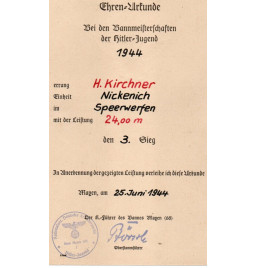 Ehren-Urkunde
Bei den Bannmeisterschaften
der Hitler-Jugend
1944
errang H. Kirchner
Einheit Nickenich
im Speerwerfen
mit der Leistung 24,00 m
den 3. Sieg
In Anerkennung der gezeigten Leistung verleihe ich diese Urkunde
Mayen, am 25. Juni 1944
Der K.-Führer des Bannes Mayen (68)